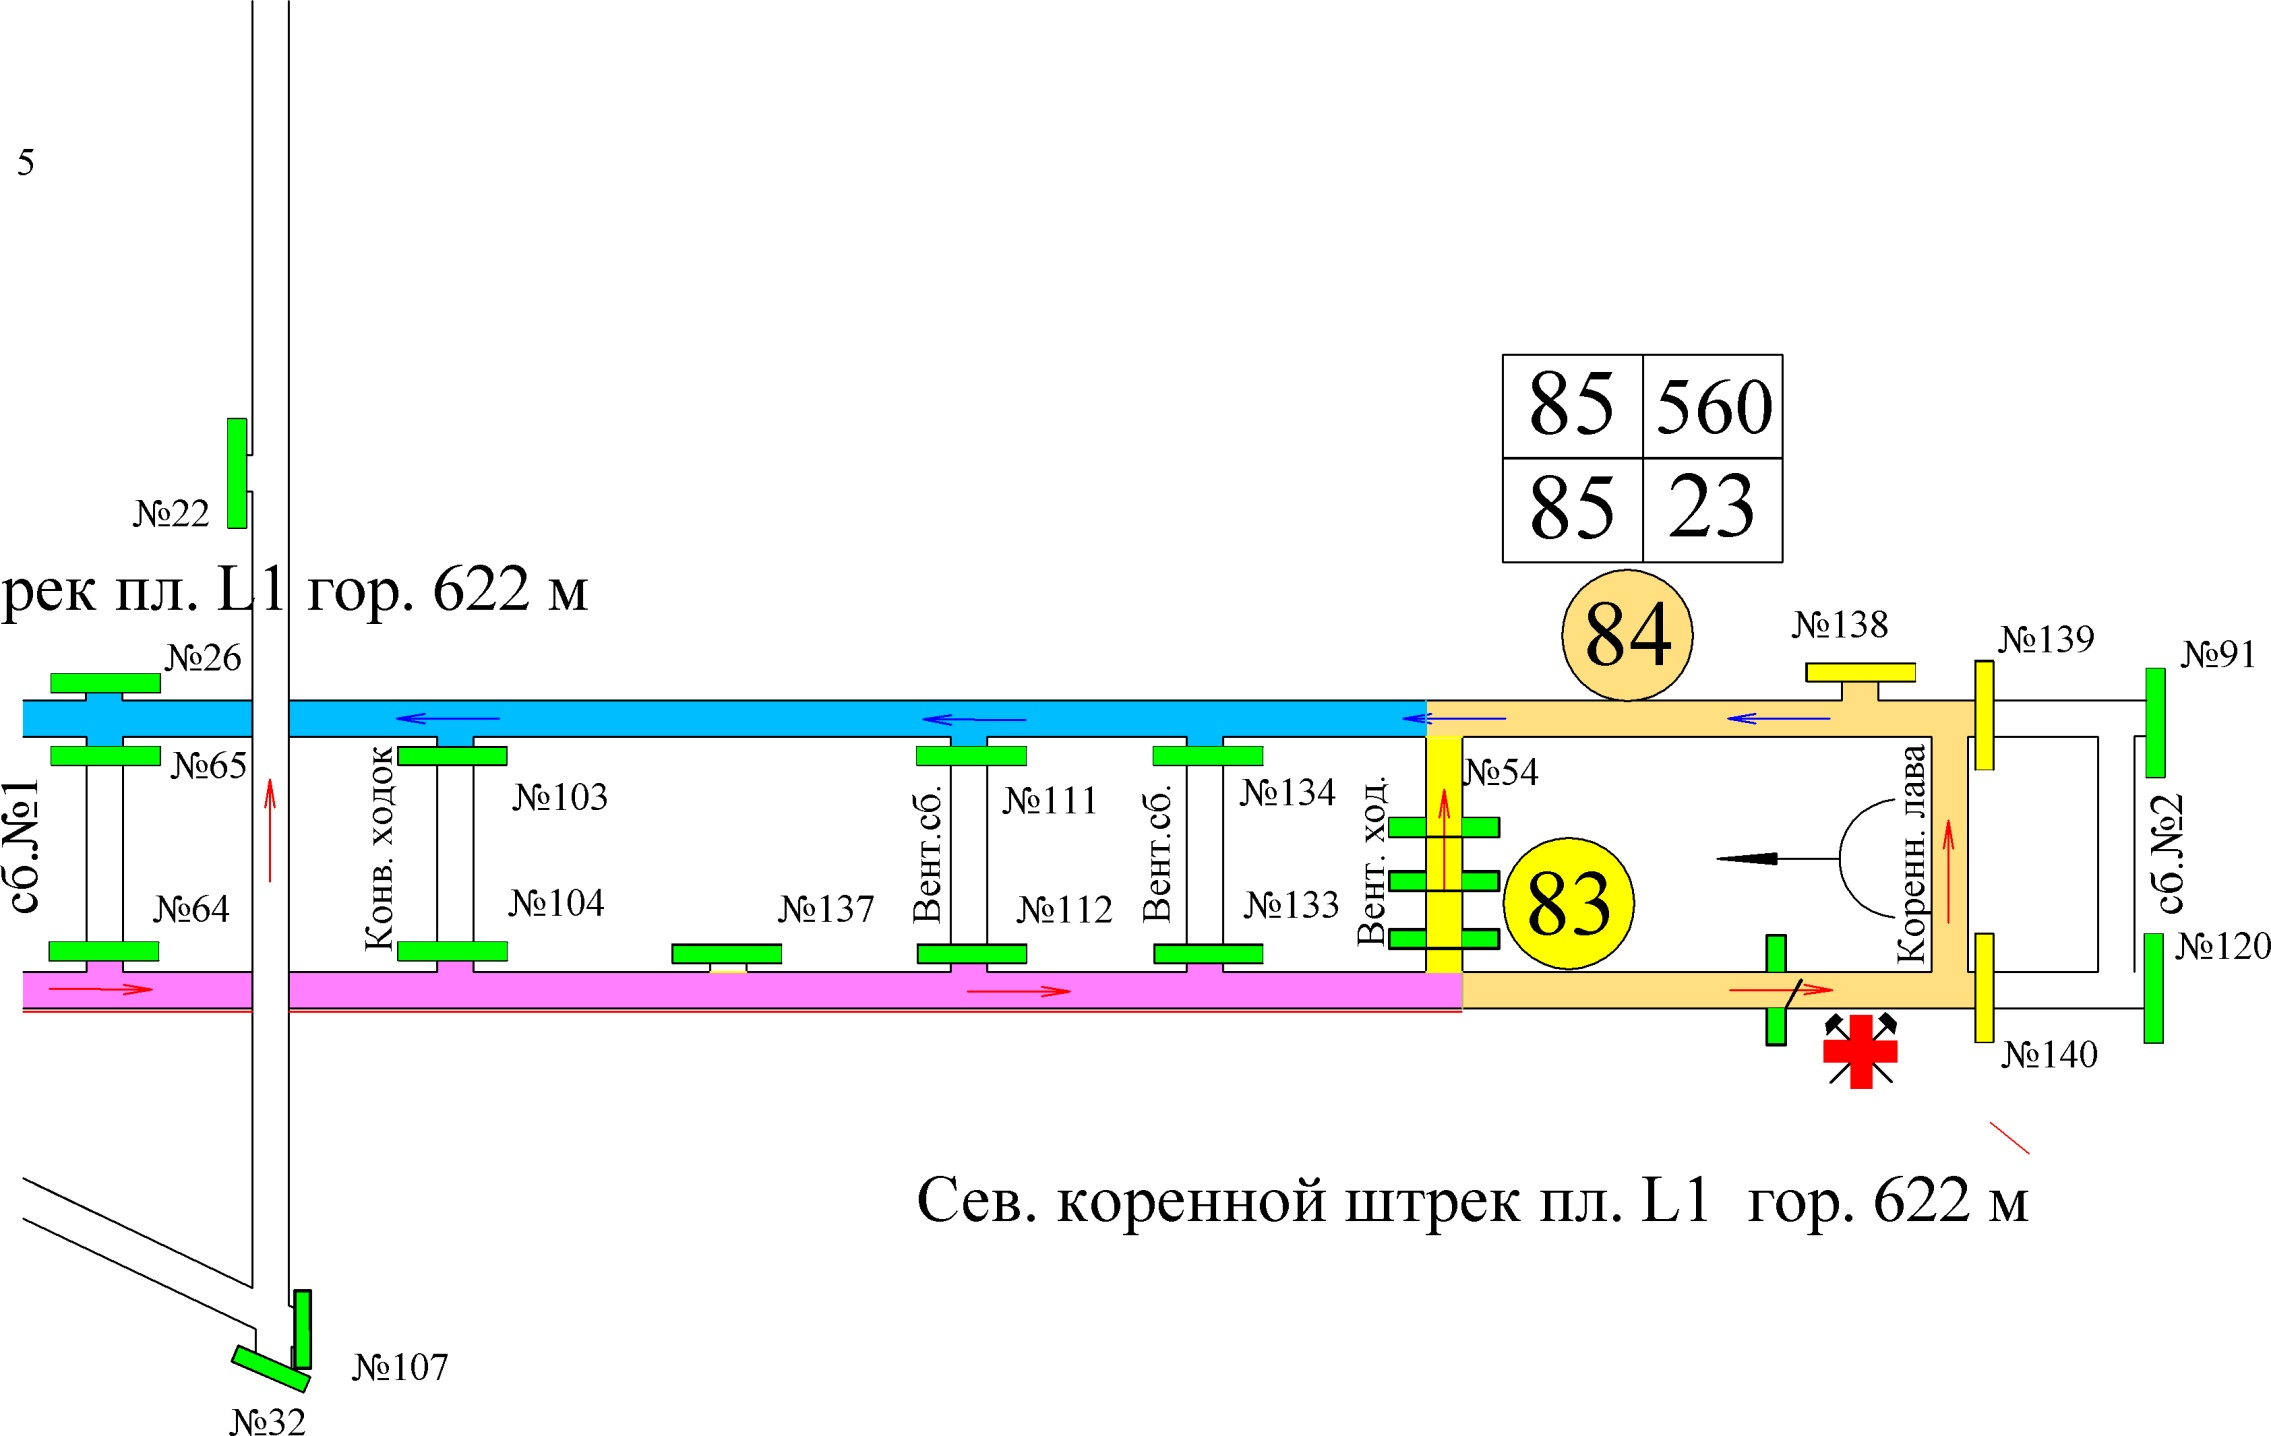 5
85 560
85 23
№22
рек пл. L1 гор. 622 м
84
№138
№139
№91
№26
№65
№103
№111
№134
№54
сб.№1
Конв. ходок
Вент.сб.
Вент.сб.
Вент. ход.
83
Коренн. лава
сб.№2
№64
№104
№137
№112
№133
№120
№140
Сев. коренной штрек пл. L1 гор. 622 м
№107
№32